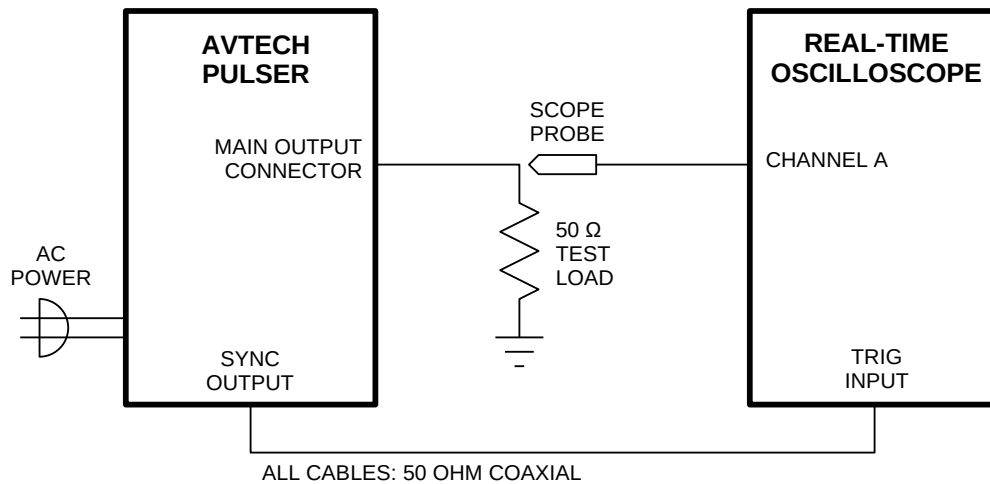 AVTECH
PULSER
REAL-TIME
OSCILLOSCOPE
SCOPE
PROBE
MAIN OUTPUT
CONNECTOR
CHANNEL A
50 Ω
TEST
LOAD
AC
POWER
SYNC
OUTPUT
TRIG
INPUT
ALL CABLES: 50 OHM COAXIAL